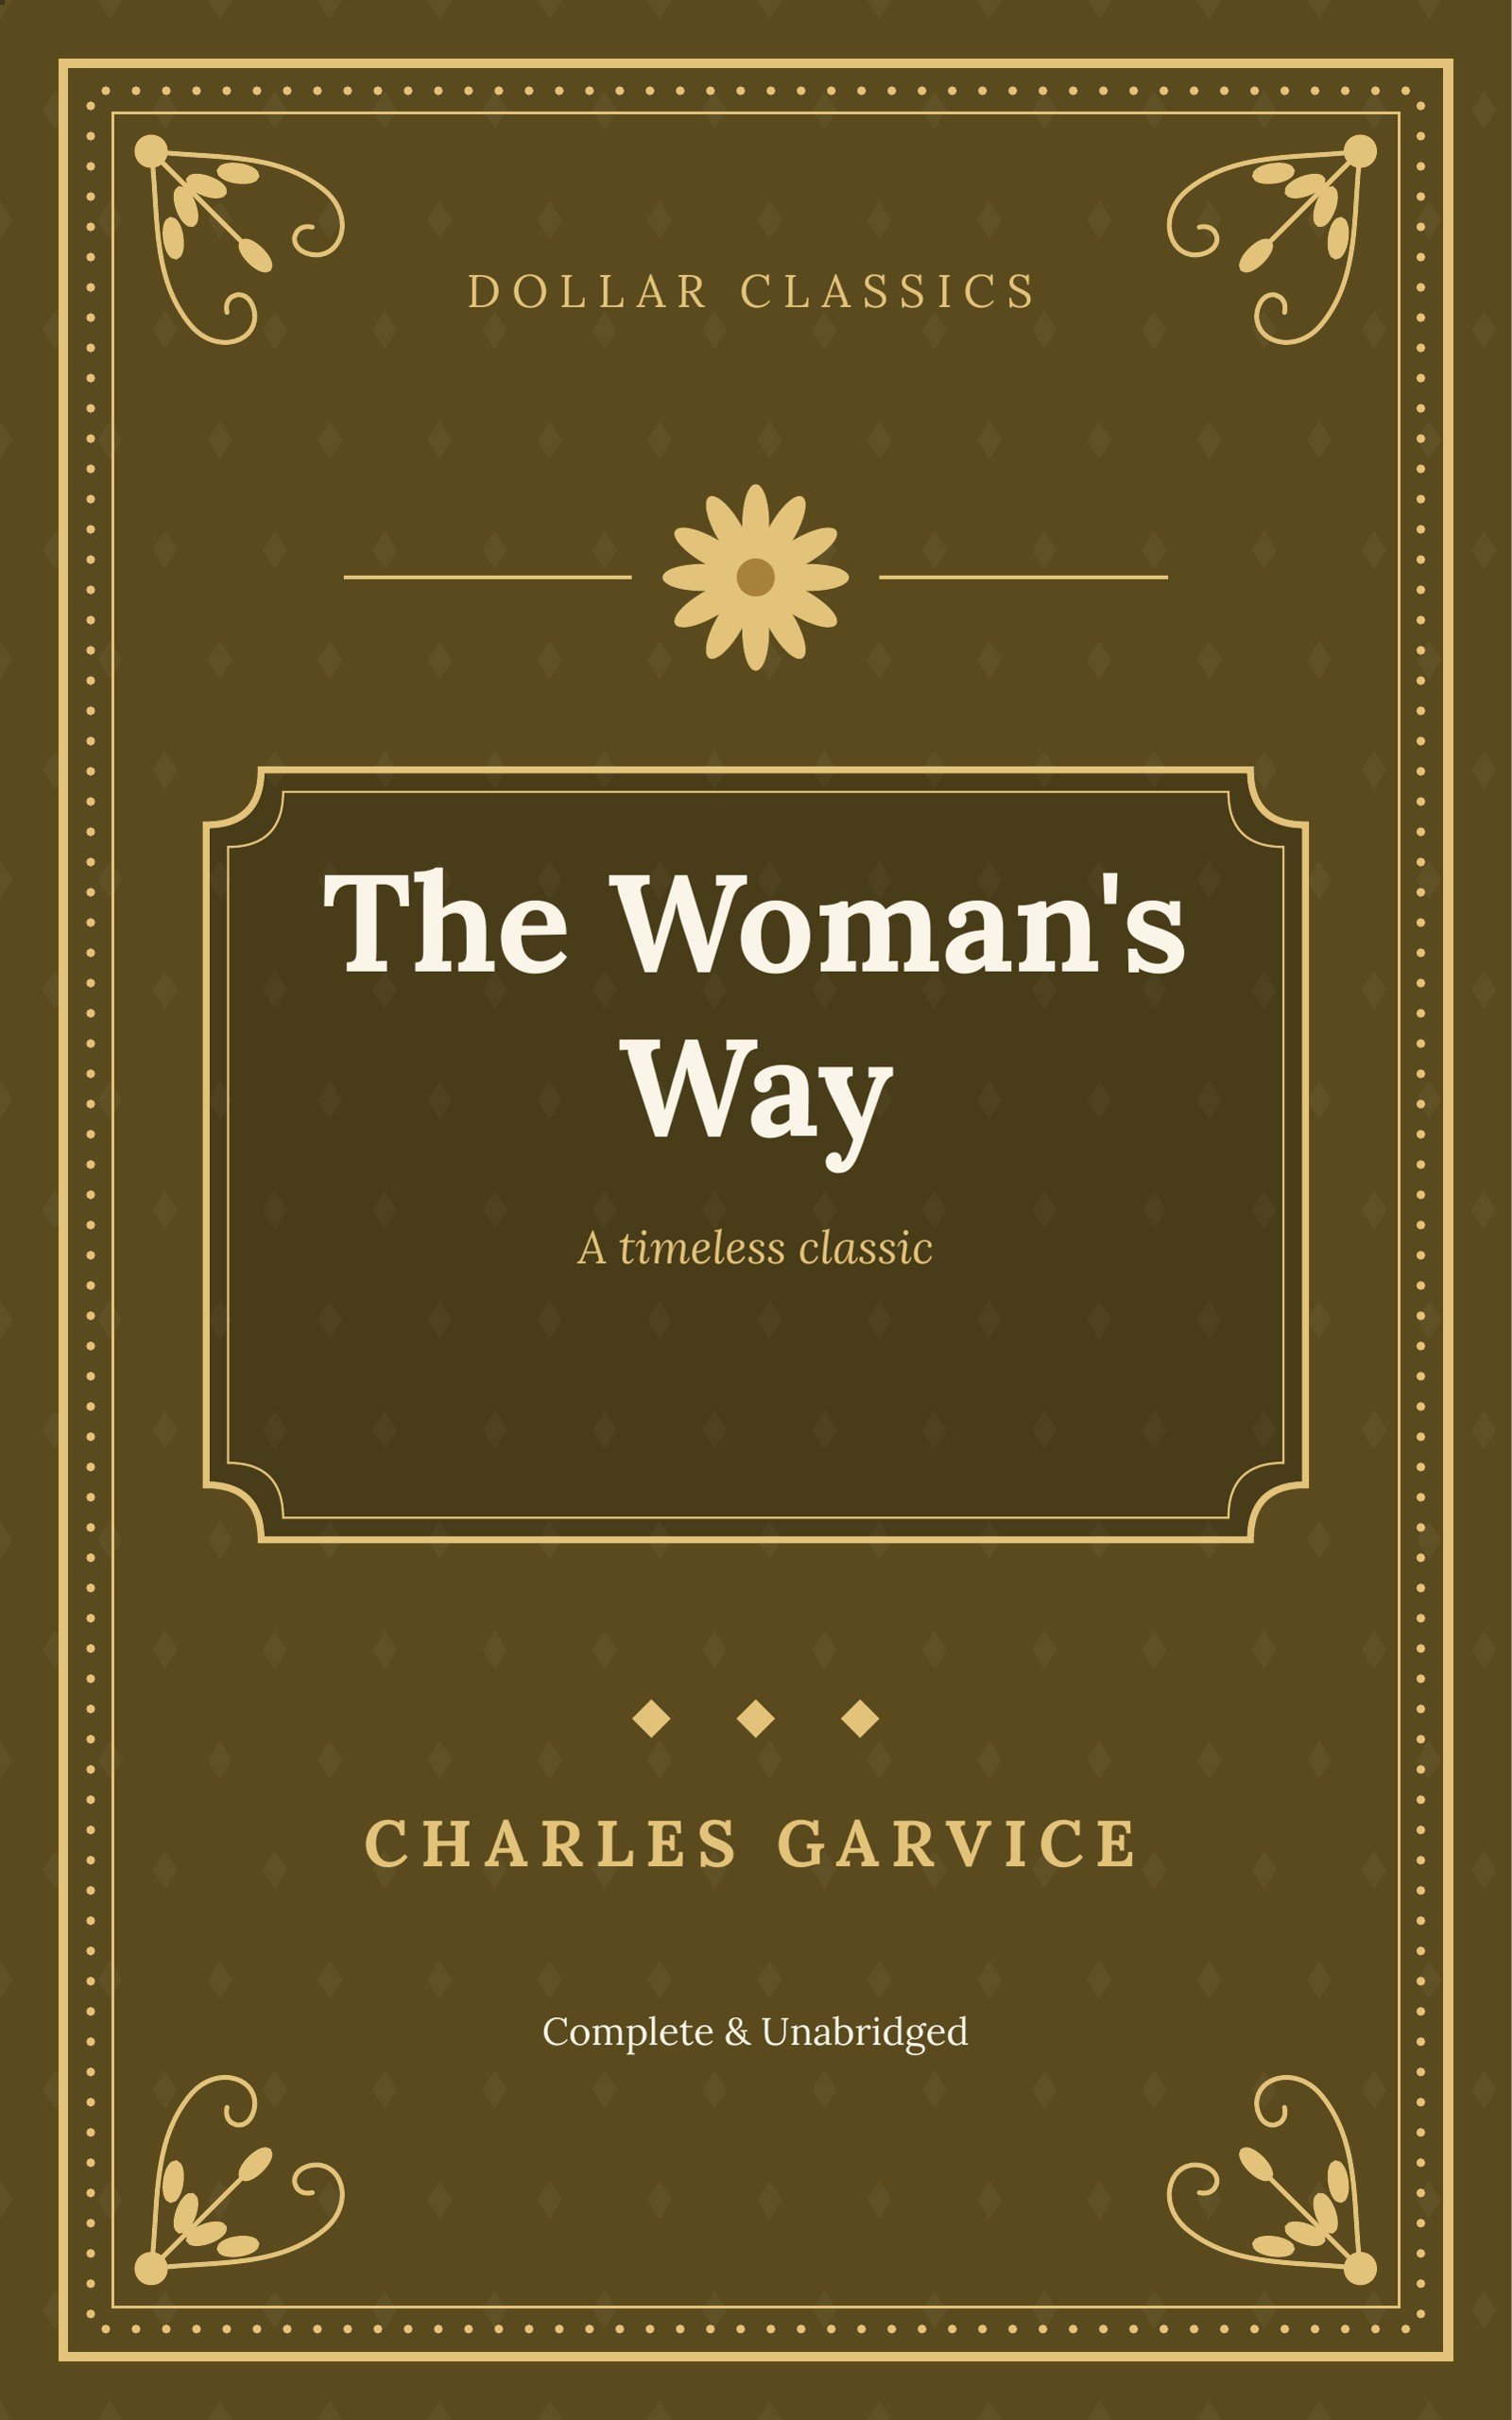 DOLLAR CLASSICS
The Woman's
Way
A timeless classic
CHARLES GARVICE
Complete & Unabridged